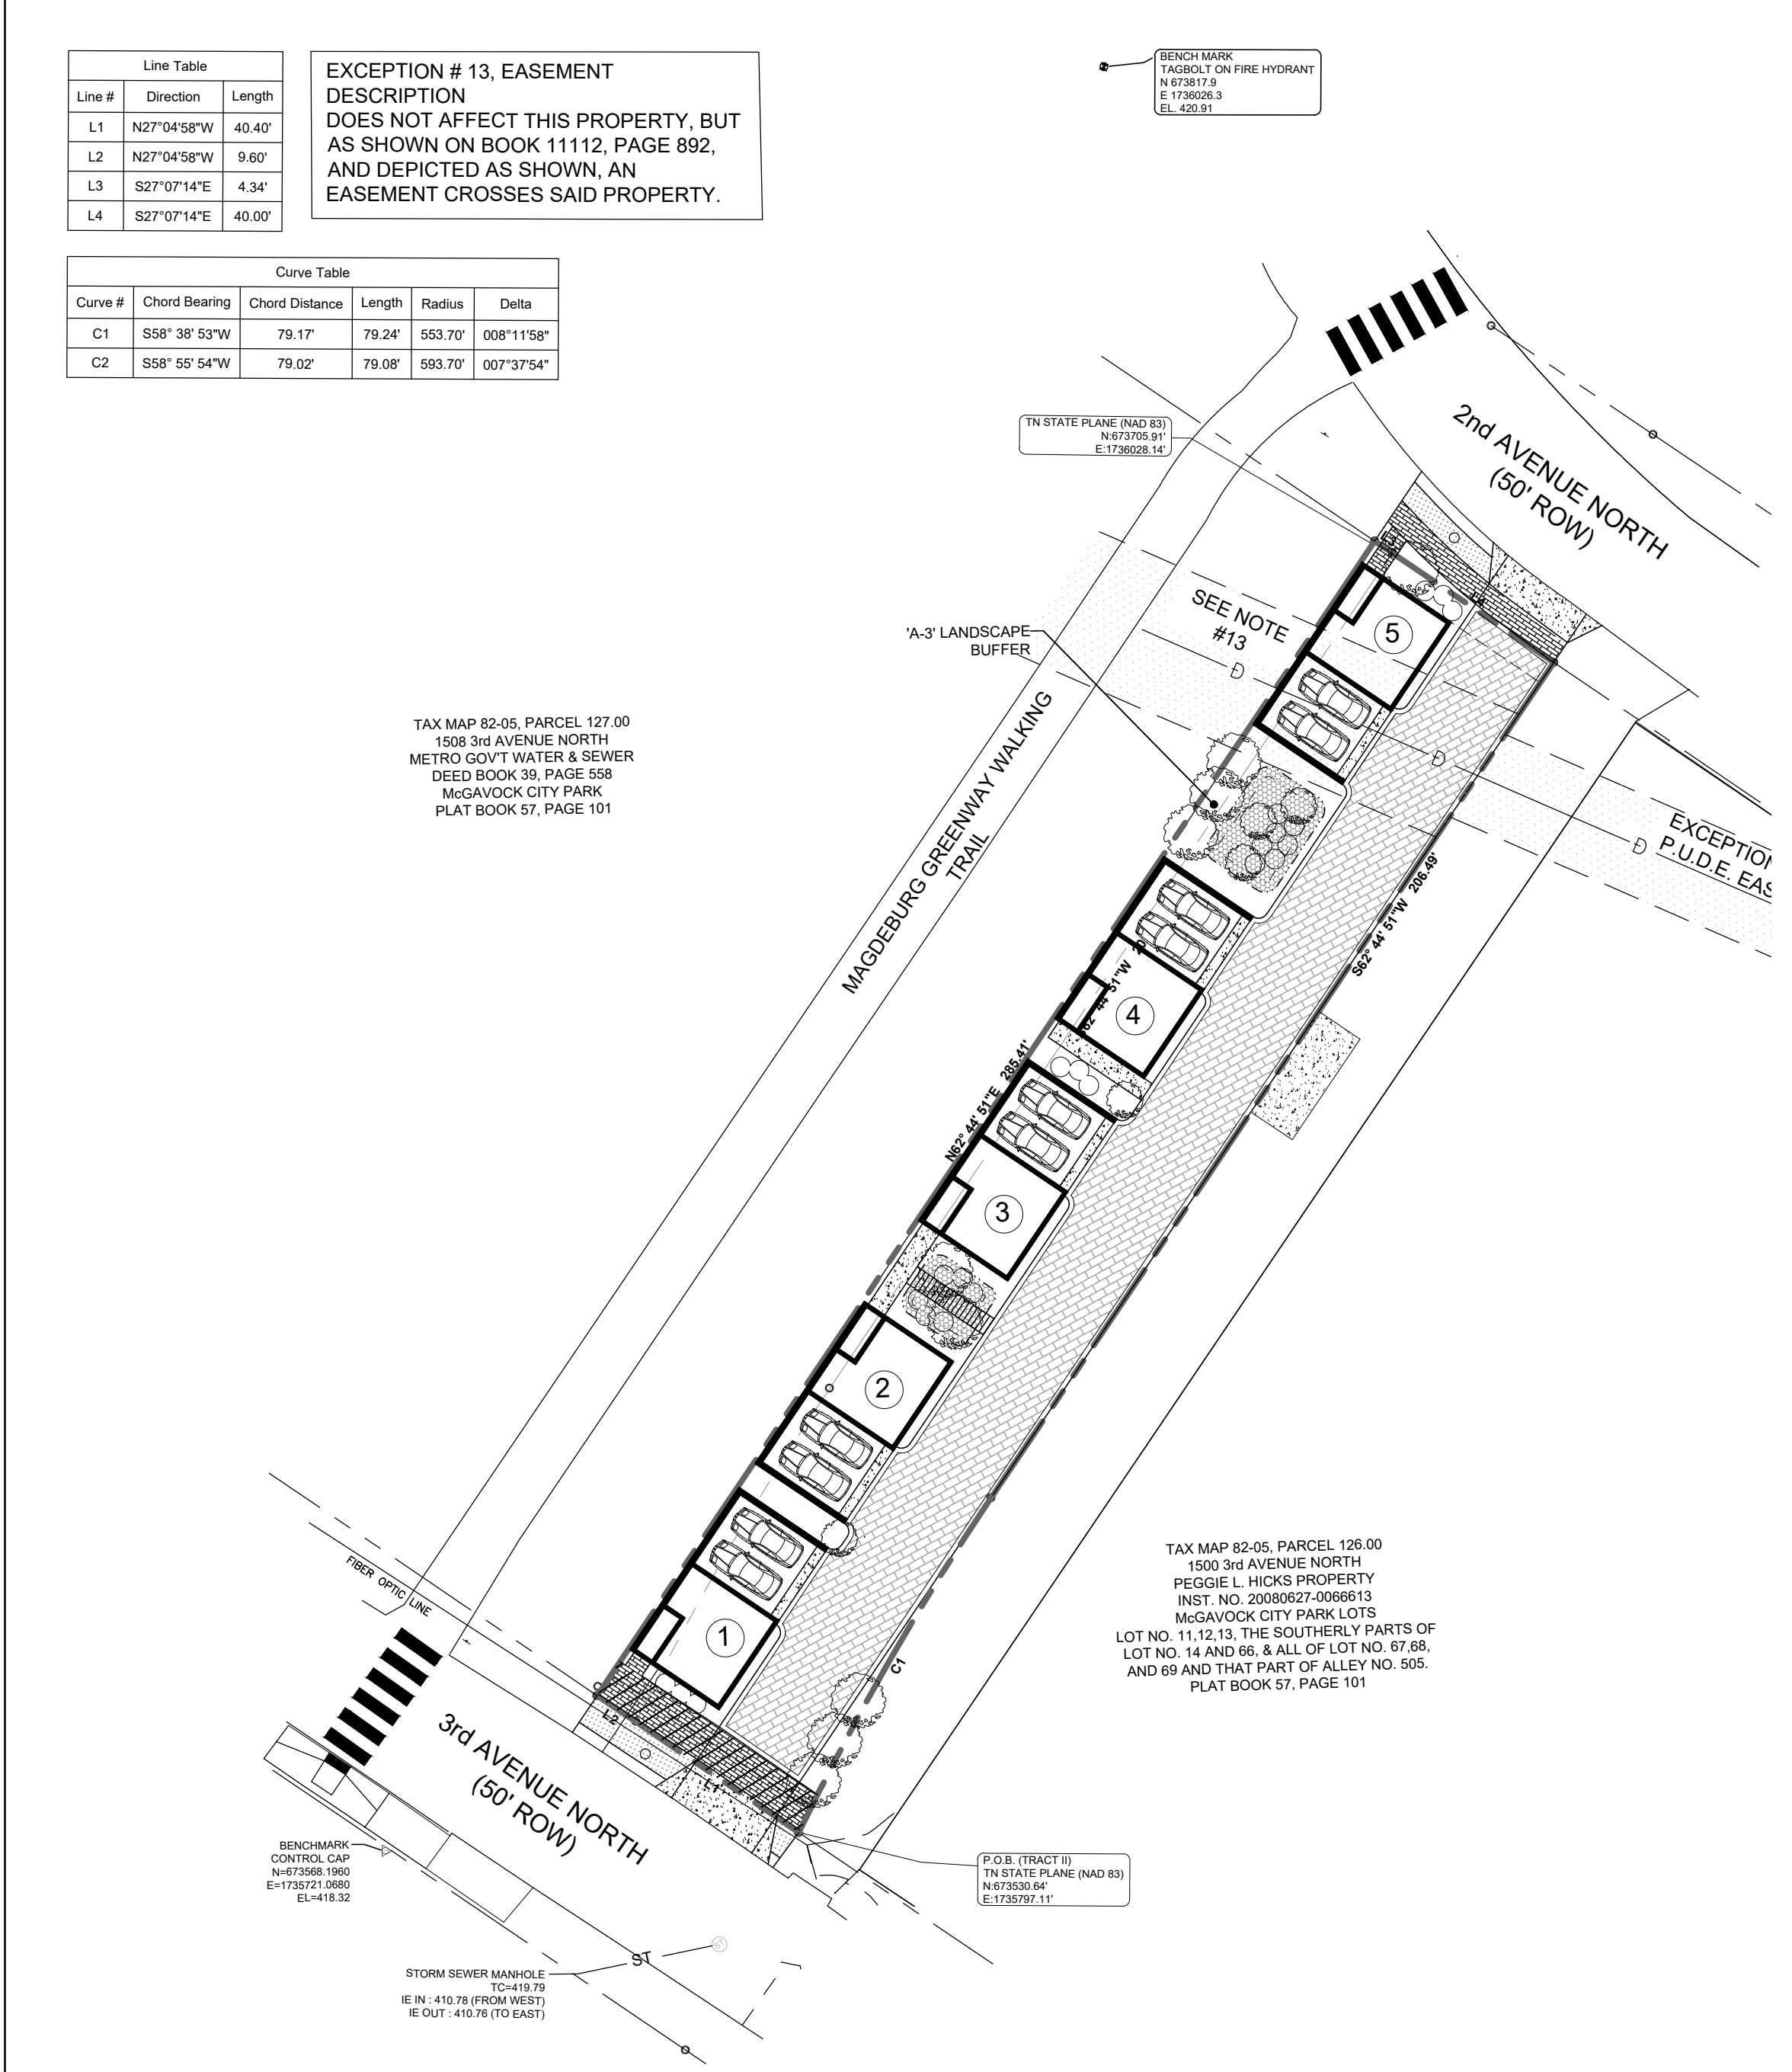 Line Table
Line # Direction Length
L1 N27°04'58"W 40.40'
L2 N27°04'58"W 9.60'
L3 S27°07'14"E 4.34'
L4 S27°07'14"E 40.00'
EXCEPTION # 13, EASEMENT
DESCRIPTION
DOES NOT AFFECT THIS PROPERTY, BUT
AS SHOWN ON BOOK 11112, PAGE 892,
AND DEPICTED AS SHOWN, AN
EASEMENT CROSSES SAID PROPERTY.
BENCH MARK
TAGBOLT ON FIRE HYDRANT
N 673817.9
E 1736026.3
EL. 420.91
Curve Table
Curve # Chord Bearing Chord Distance Length Radius Delta
C1 S58° 38' 53"W 79.17' 79.24' 553.70' 008°11'58"
C2 S58° 55' 54"W 79.02' 79.08' 593.70' 007°37'54"
TN STATE PLANE (NAD 83)
N:673705.91'
E:1736028.14'
2nd AVENUE NORTH
(50' ROW)
L3
L4
SEE NOTE
#13
D
5
'A-3' LANDSCAPE
BUFFER
TAX MAP 82-05, PARCEL 127.00
1508 3rd AVENUE NORTH
METRO GOV'T WATER & SEWER
DEED BOOK 39, PAGE 558
McGAVOCK CITY PARK
PLAT BOOK 57, PAGE 101
MAGDEBURG GREENWAY WALKING
TRAIL
D
D
EXCEPTION
P.U.D.E. EAS
S62° 44' 51"W 206.49'
44' 51"W
4
N62° 44' 51"E 285.41'
3
2
1
C1
FIBER OPTIC LINE
TAX MAP 82-05, PARCEL 126.00
1500 3rd AVENUE NORTH
PEGGIE L. HICKS PROPERTY
INST. NO. 20080627-0066613
McGAVOCK CITY PARK LOTS
LOT NO. 11,12,13, THE SOUTHERLY PARTS OF
LOT NO. 14 AND 66, & ALL OF LOT NO. 67,68,
AND 69 AND THAT PART OF ALLEY NO. 505.
PLAT BOOK 57, PAGE 101
L2
L1
3rd AVENUE NORTH
(50' ROW)
BENCHMARK
CONTROL CAP
N=673568.1960
E=1735721.0680
EL=418.32
P.O.B. (TRACT II)
TN STATE PLANE (NAD 83)
N:673530.64'
E:1735797.11'
ST
ST
STORM SEWER MANHOLE
TC=419.79
IE IN : 410.78 (FROM WEST)
IE OUT : 410.76 (TO EAST)